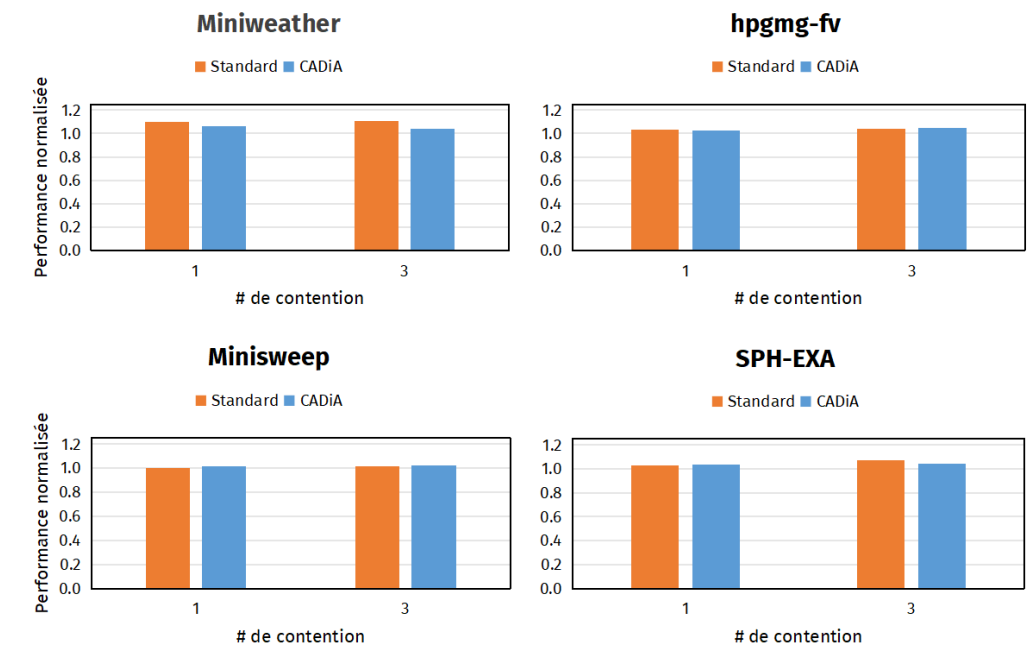 Miniweather
Standard CADiA
Performance normalisée
1.2
1.0
0.8
0.6
0.4
0.2
0.0
1 3
# de contention
hpgmg-fv
Standard CADiA
1.2
1.0
0.8
0.6
0.4
0.2
0.0
1 3
# de contention
Minisweep
Standard CADiA
Performance normalisée
1.2
1.0
0.8
0.6
0.4
0.2
0.0
1 3
# de contention
SPH-EXA
Standard CADiA
1.2
1.0
0.8
0.6
0.4
0.2
0.0
1 3
# de contention